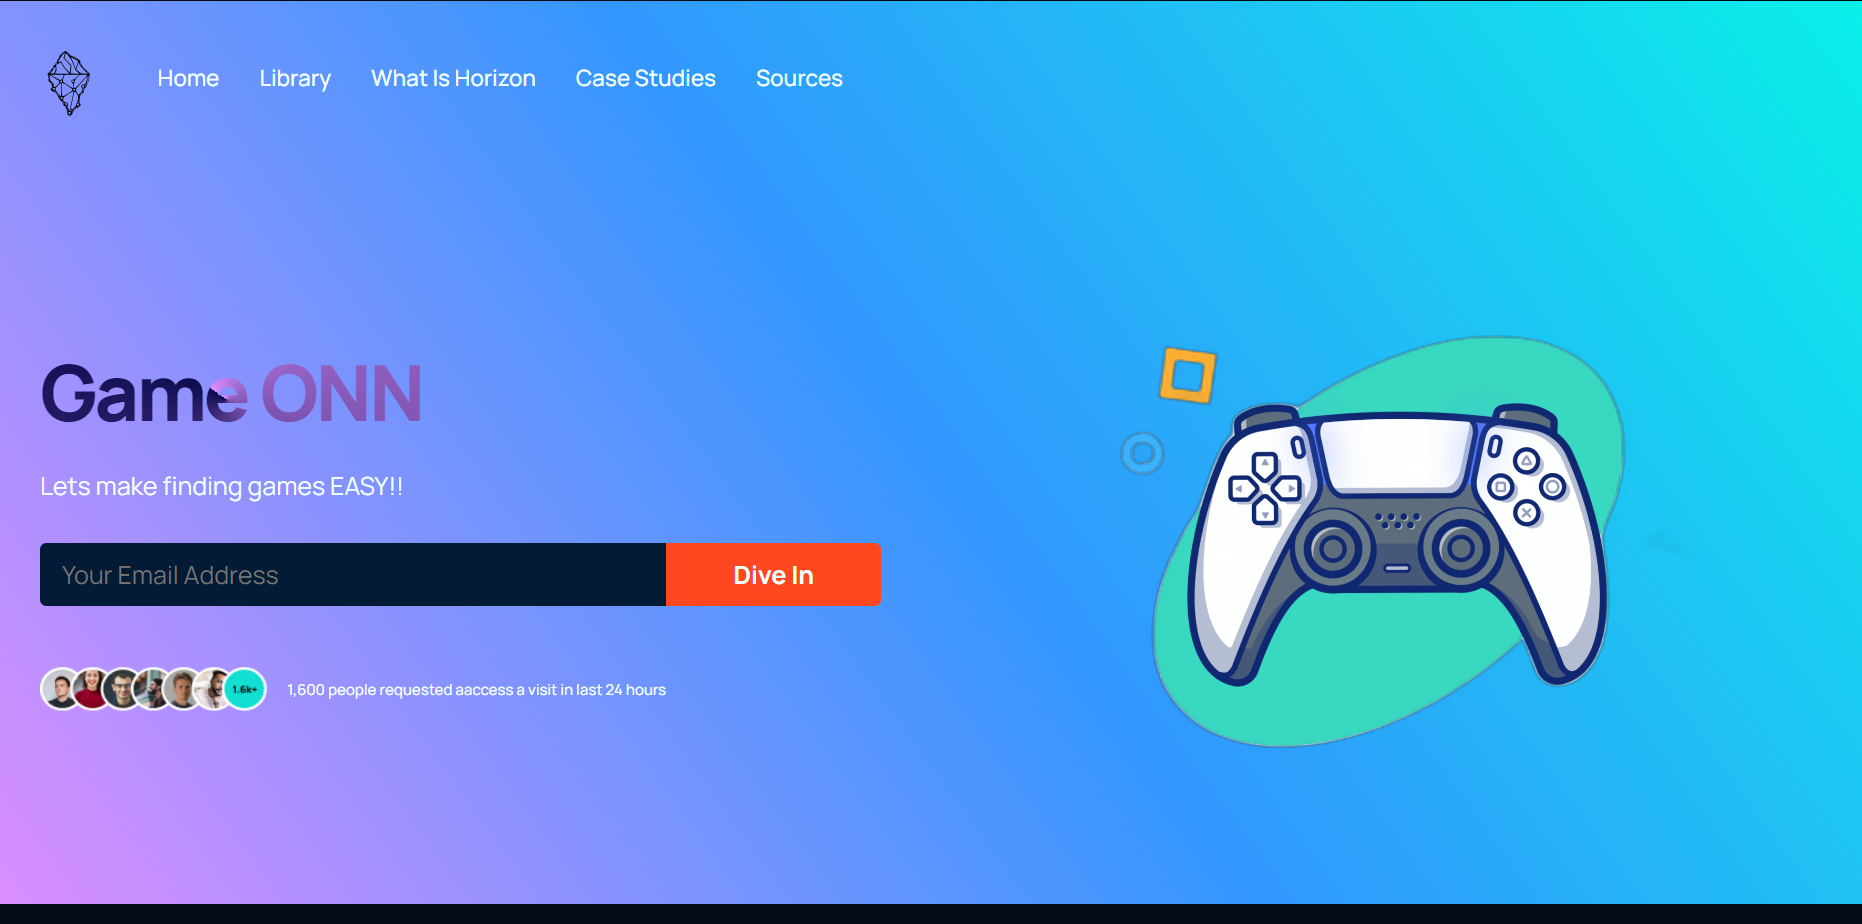 Home Library What Is Horizon Case Studies Sources
Game ONN
Lets make finding games EASY!!
Your Email Address Dive In
1.6k+ 1,600 people requested aaccess a visit in last 24 hours